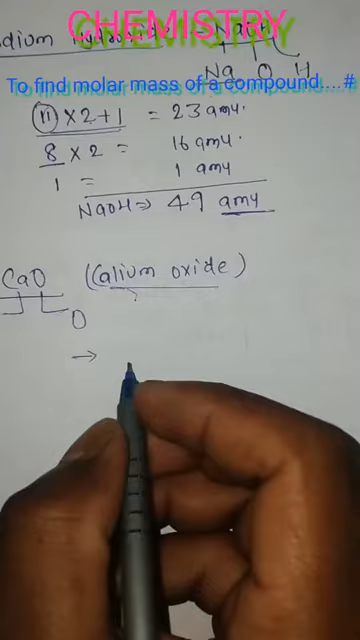 CHEMISTRY
NaOH
Na O H
To find molar mass of a compound....#
11 × 2 + 1 = 23 amu.
8 × 2 = 16 amu.
1 = 1 amu
NaOH ⇒ 49 amu
CaO (Calium oxide)
O
→